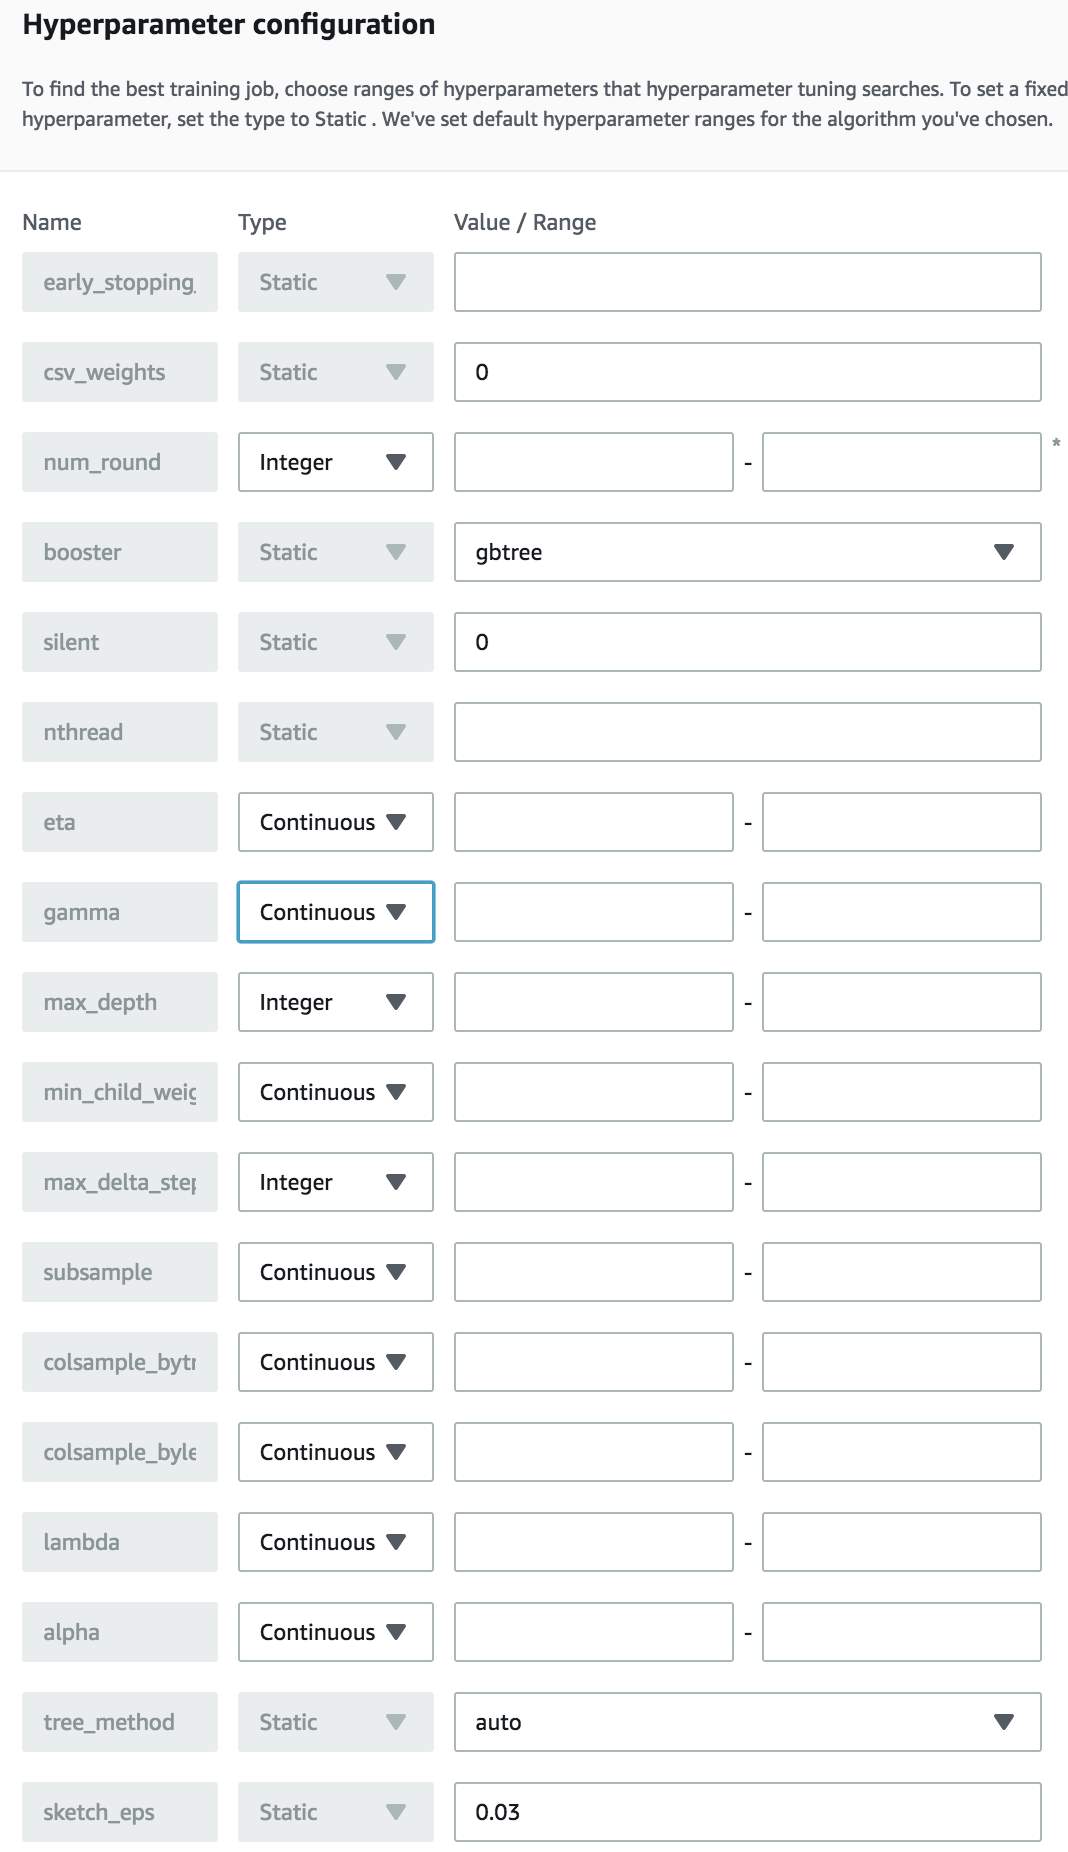 Hyperparameter configuration
To find the best training job, choose ranges of hyperparameters that hyperparameter tuning searches. To set a fixed
hyperparameter, set the type to Static . We've set default hyperparameter ranges for the algorithm you've chosen.
Name Type Value / Range
early_stopping_ Static
csv_weights Static 0
num_round Integer - *
booster Static gbtree
silent Static 0
nthread Static
eta Continuous -
gamma Continuous -
max_depth Integer -
min_child_weig Continuous -
max_delta_step Integer -
subsample Continuous -
colsample_bytr Continuous -
colsample_byle Continuous -
lambda Continuous -
alpha Continuous -
tree_method Static auto
sketch_eps Static 0.03